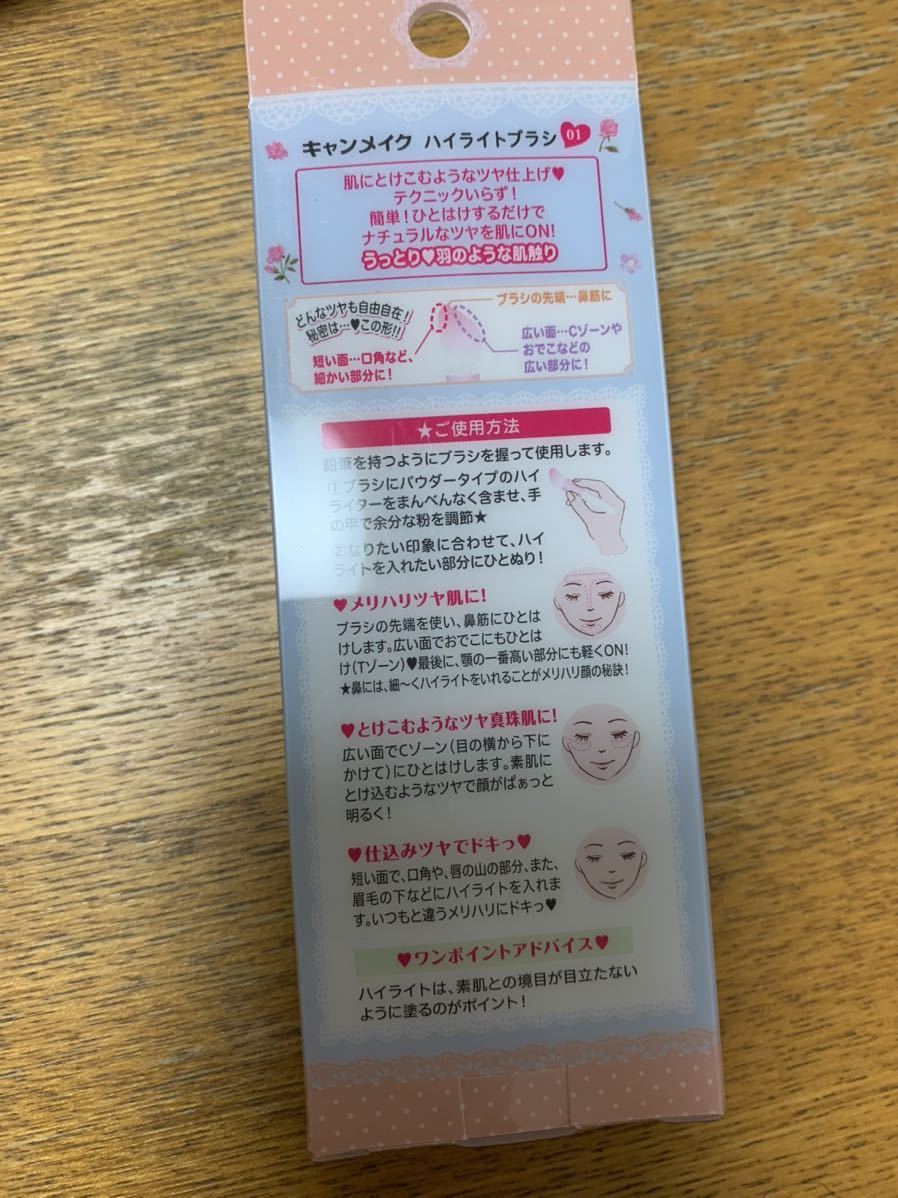 キャンメイク ハイライトブラシ 01
肌にとけこむようなツヤ仕上げ♥
テクニックいらず!
簡単!ひとはけするだけで
ナチュラルなツヤを肌にON!
うっとり♥羽のような肌触り
どんなツヤも自由自在!
秘密は…♥この形!!
ブラシの先端…鼻筋に
短い面…口角など、
細かい部分に!
広い面…Cゾーンや
おでこなどの
広い部分に!
★ご使用方法
鉛筆を持つようにブラシを握って使用します。
①ブラシにパウダータイプのハイ
ライターをまんべんなく含ませ、手
の甲で余分な粉を調節★
②なりたい印象に合わせて、ハイ
ライトを入れたい部分にひとぬり!
♥メリハリツヤ肌に!
ブラシの先端を使い、鼻筋にひとは
けします。広い面でおでこにもひとは
け(Tゾーン)♥最後に、顎の一番高い部分にも軽くON!
★鼻には、細〜くハイライトをいれることがメリハリ顔の秘訣!
♥とけこむようなツヤ真珠肌に!
広い面でCゾーン(目の横から下に
かけて)にひとはけします。素肌に
とけ込むようなツヤで顔がぱぁっと
明るく!
♥仕込みツヤでドキっ♥
短い面で、口角や、唇の山の部分、また、
眉毛の下などにハイライトを入れま
す。いつもと違うメリハリにドキっ♥
♥ワンポイントアドバイス♥
ハイライトは、素肌との境目が目立たない
ように塗るのがポイント!